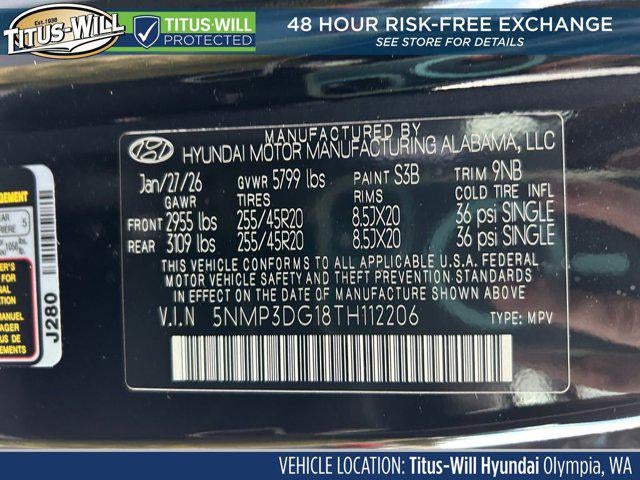 Est. 1938
TITUS-WILL
TITUS-WILL
PROTECTED
48 HOUR RISK-FREE EXCHANGE
SEE STORE FOR DETAILS
MANUFACTURED BY
HYUNDAI MOTOR MANUFACTURING ALABAMA, LLC
Jan/27/26 GVWR 5799 lbs PAINT S3B TRIM 9NB
GAWR TIRES RIMS COLD TIRE INFL
FRONT 2955 lbs 255/45R20 8.5JX20 36 psi SINGLE
REAR 3109 lbs 255/45R20 8.5JX20 36 psi SINGLE
THIS VEHICLE CONFORMS TO ALL APPLICABLE U.S.A. FEDERAL
MOTOR VEHICLE SAFETY AND THEFT PREVENTION STANDARDS
IN EFFECT ON THE DATE OF MANUFACTURE SHOWN ABOVE.
V.I.N 5NMP3DG18TH112206 TYPE: MPV
J280
VEHICLE LOCATION: Titus-Will Hyundai Olympia, WA